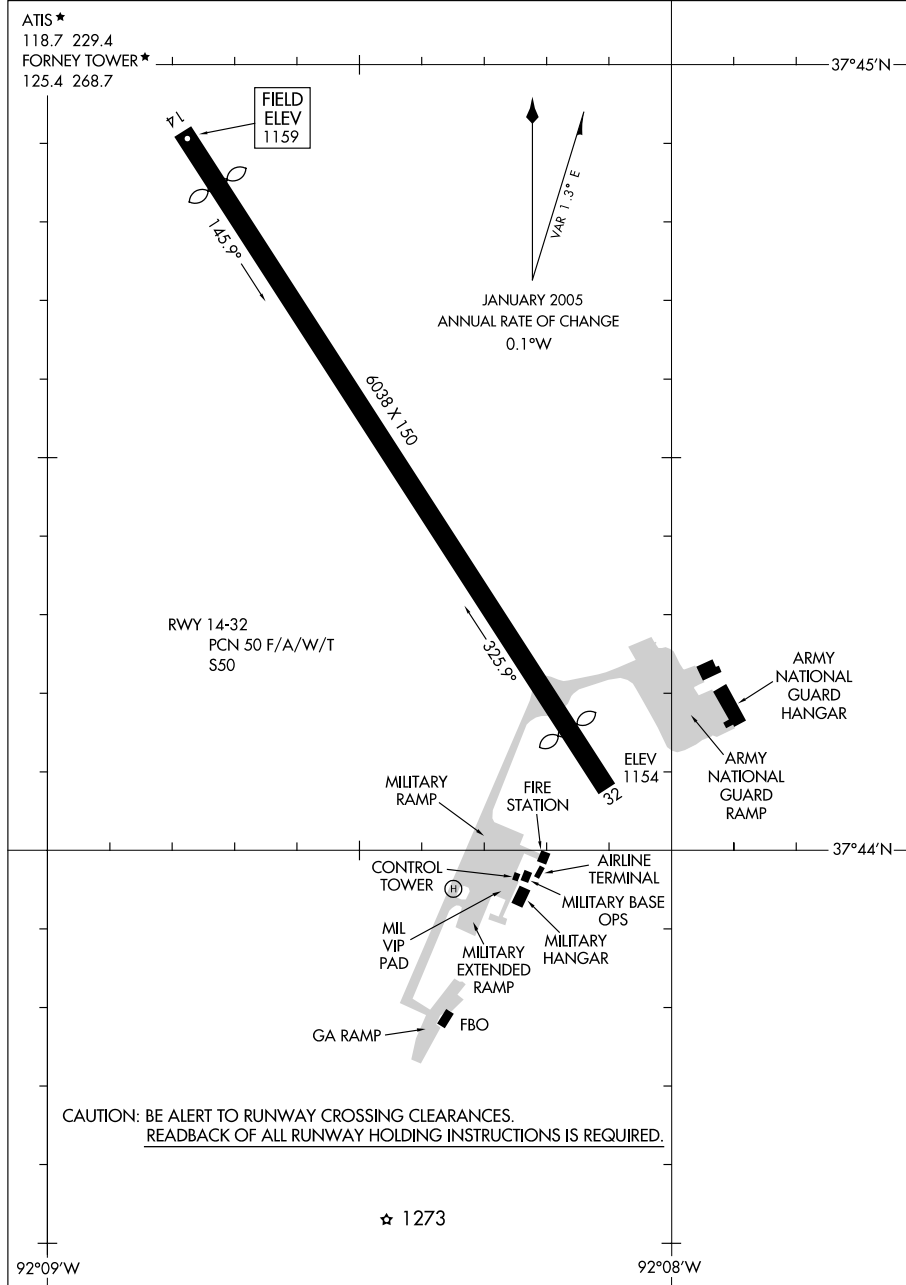 ATIS ★
118.7 229.4
FORNEY TOWER ★
125.4 268.7
37°45'N
14
FIELD
ELEV
1159
145.9°
VAR 1.3° E
JANUARY 2005
ANNUAL RATE OF CHANGE
0.1°W
6038 X 150
RWY 14-32
PCN 50 F/A/W/T
S50
325.9°
ARMY
NATIONAL
GUARD
HANGAR
ELEV
1154
32
ARMY
NATIONAL
GUARD
RAMP
MILITARY
RAMP
FIRE
STATION
37°44'N
CONTROL
TOWER
H
AIRLINE
TERMINAL
MILITARY BASE
OPS
MIL
VIP
PAD
MILITARY
EXTENDED
RAMP
MILITARY
HANGAR
GA RAMP
FBO
CAUTION: BE ALERT TO RUNWAY CROSSING CLEARANCES.
READBACK OF ALL RUNWAY HOLDING INSTRUCTIONS IS REQUIRED.
1273
92°09'W
92°08'W